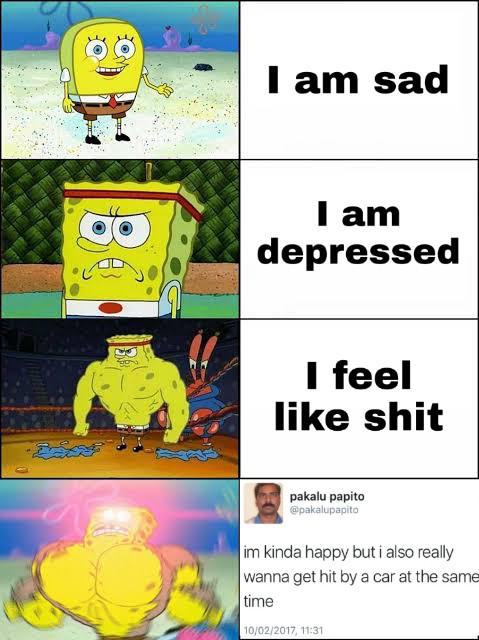 I am sad
I am
depressed
I feel
like shit
pakalu papito
@pakalupapito
im kinda happy but i also really
wanna get hit by a car at the same
time
10/02/2017, 11:31